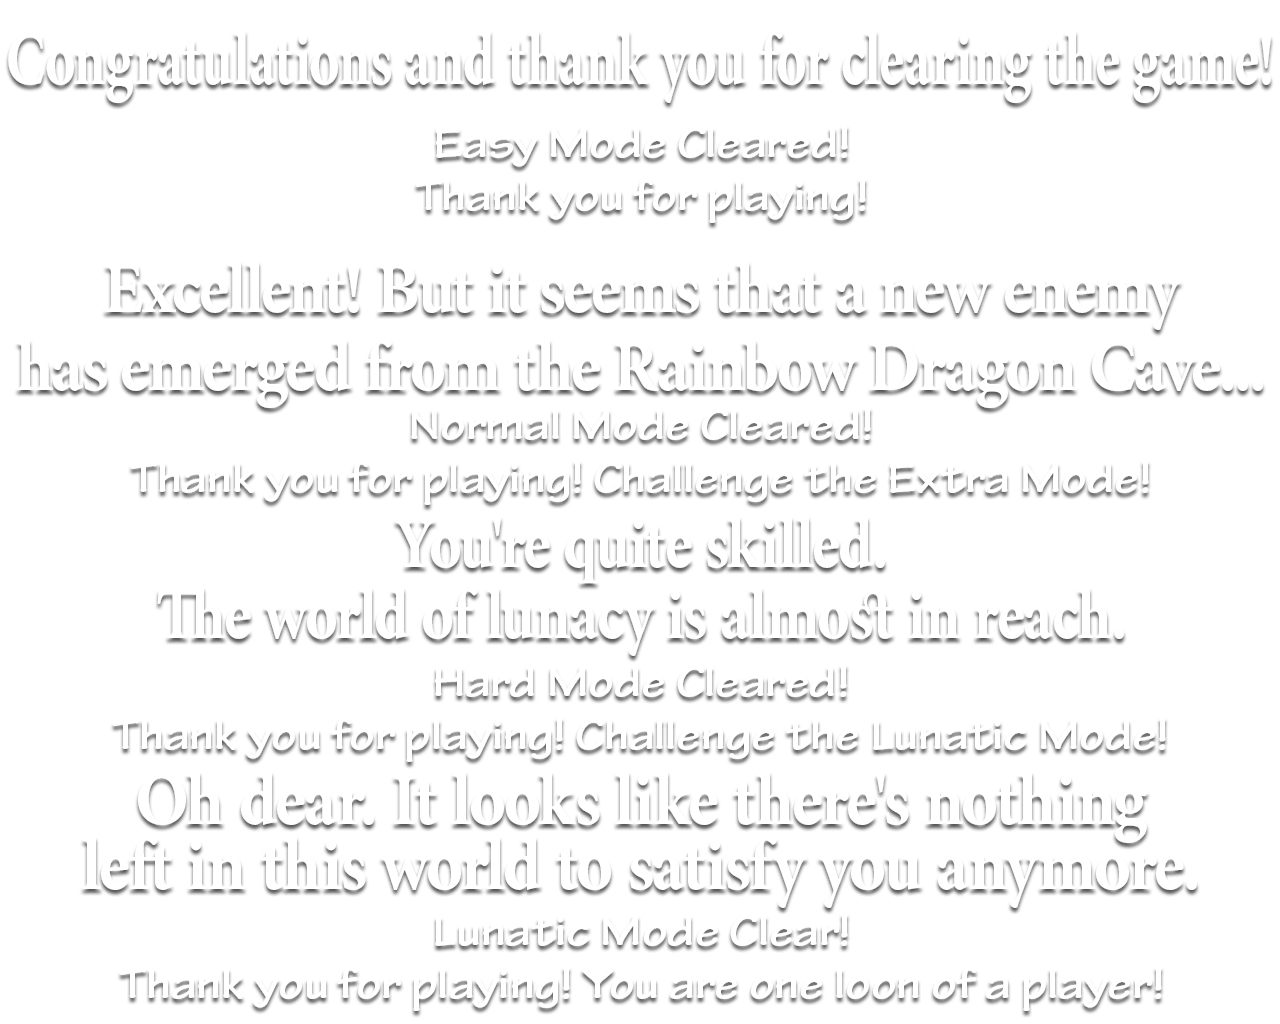 Congratulations and thank you for clearing the game!
Easy Mode Cleared!
Thank you for playing!
Excellent! But it seems that a new enemy
has emerged from the Rainbow Dragon Cave...
Normal Mode Cleared!
Thank you for playing! Challenge the Extra Mode!
You're quite skilled.
The world of lunacy is almost in reach.
Hard Mode Cleared!
Thank you for playing! Challenge the Lunatic Mode!
Oh dear. It looks like there's nothing
left in this world to satisfy you anymore.
Lunatic Mode Clear!
Thank you for playing! You are one loon of a player!